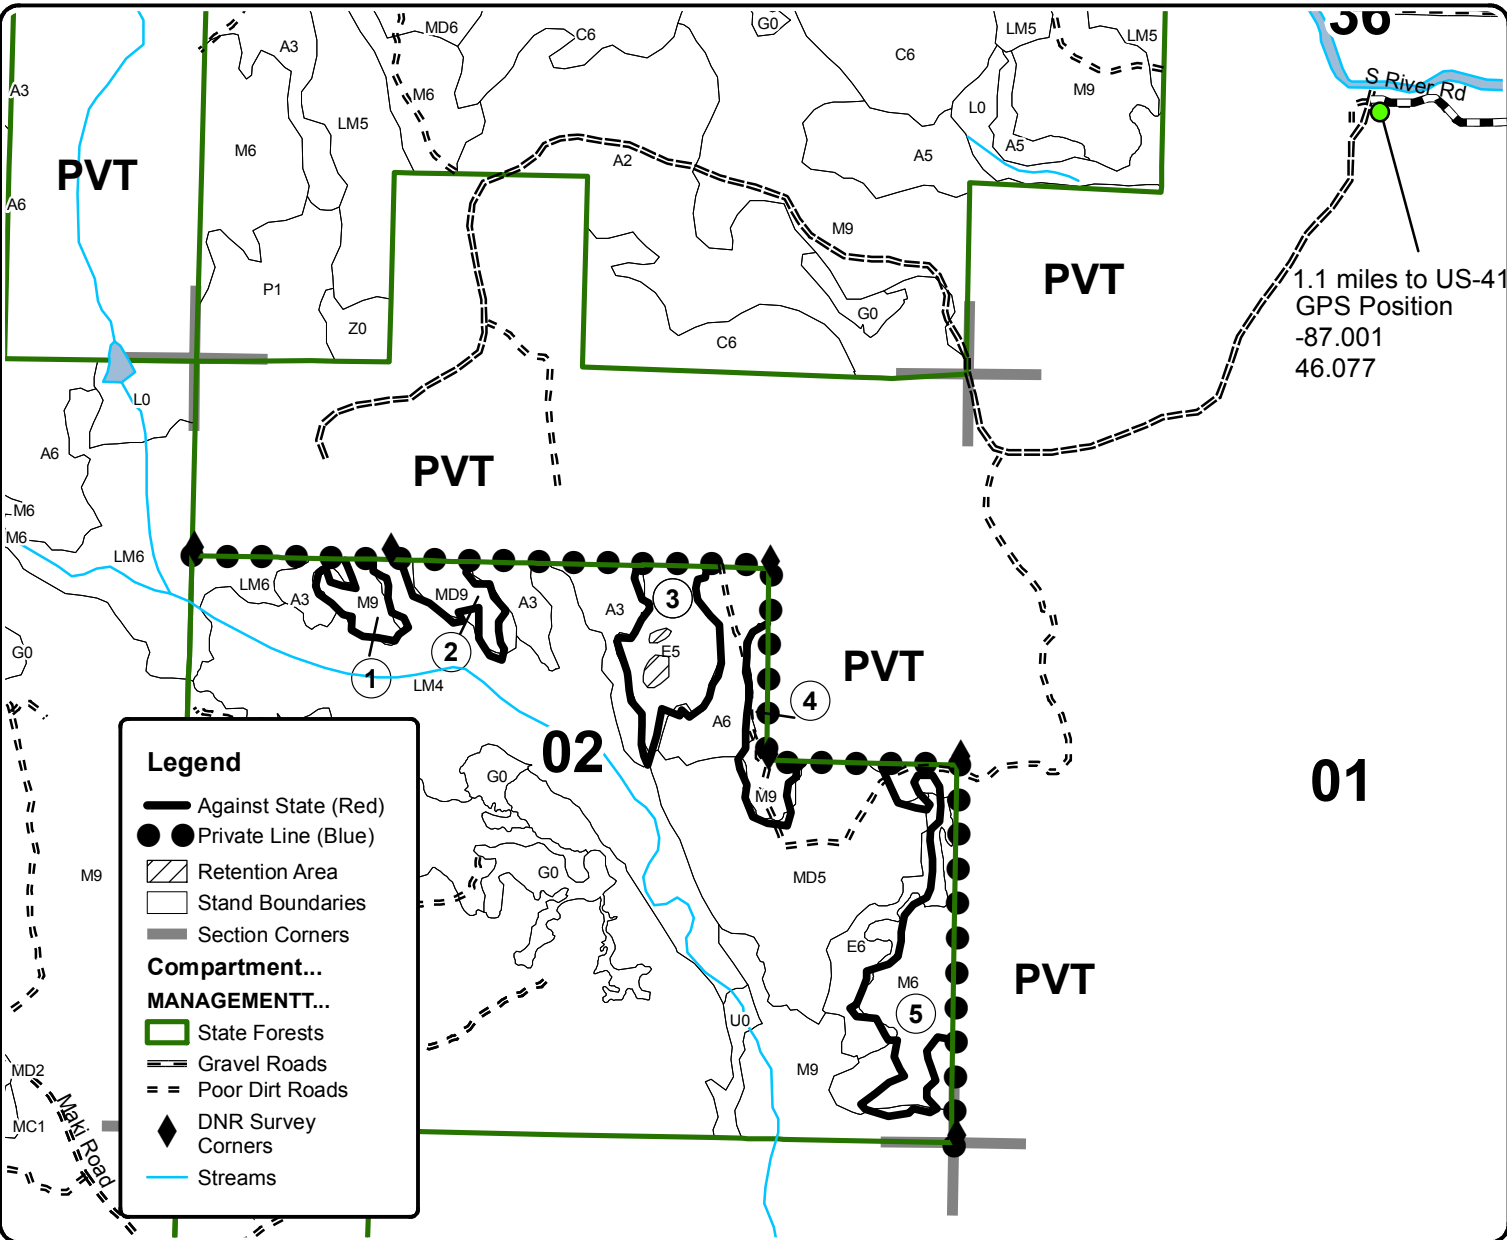 36
MD6
C6
G0
LM5
LM5
A3
C6
S River Rd
A3
M6
M9
L0
LM5
M6
A5
A5
A2
PVT
A6
M9
PVT
1.1 miles to US-41
GPS Position
-87.001
46.077
P1
Z0
G0
C6
L0
A6
PVT
M6
M6
LM6
LM6
A3
M9
MD9
A3
A3
3
E5
G0
1
2
LM4
PVT
4
A6
02
01
G0
M9
G0
M9
MD5
E6
M6
5
PVT
U0
M9
MD2
MC1
Maki Road
Legend
Against State (Red)
Private Line (Blue)
Retention Area
Stand Boundaries
Section Corners
Compartment...
MANAGEMENTT...
State Forests
Gravel Roads
Poor Dirt Roads
DNR Survey
Corners
Streams